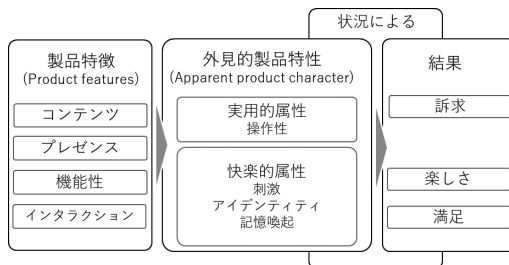 状況による
製品特徴
(Product features)
コンテンツ
プレゼンス
機能性
インタラクション
外見的製品特性
(Apparent product character)
実用的属性
操作性
快楽的属性
刺激
アイデンティティ
記憶喚起
結果
訴求
楽しさ
満足